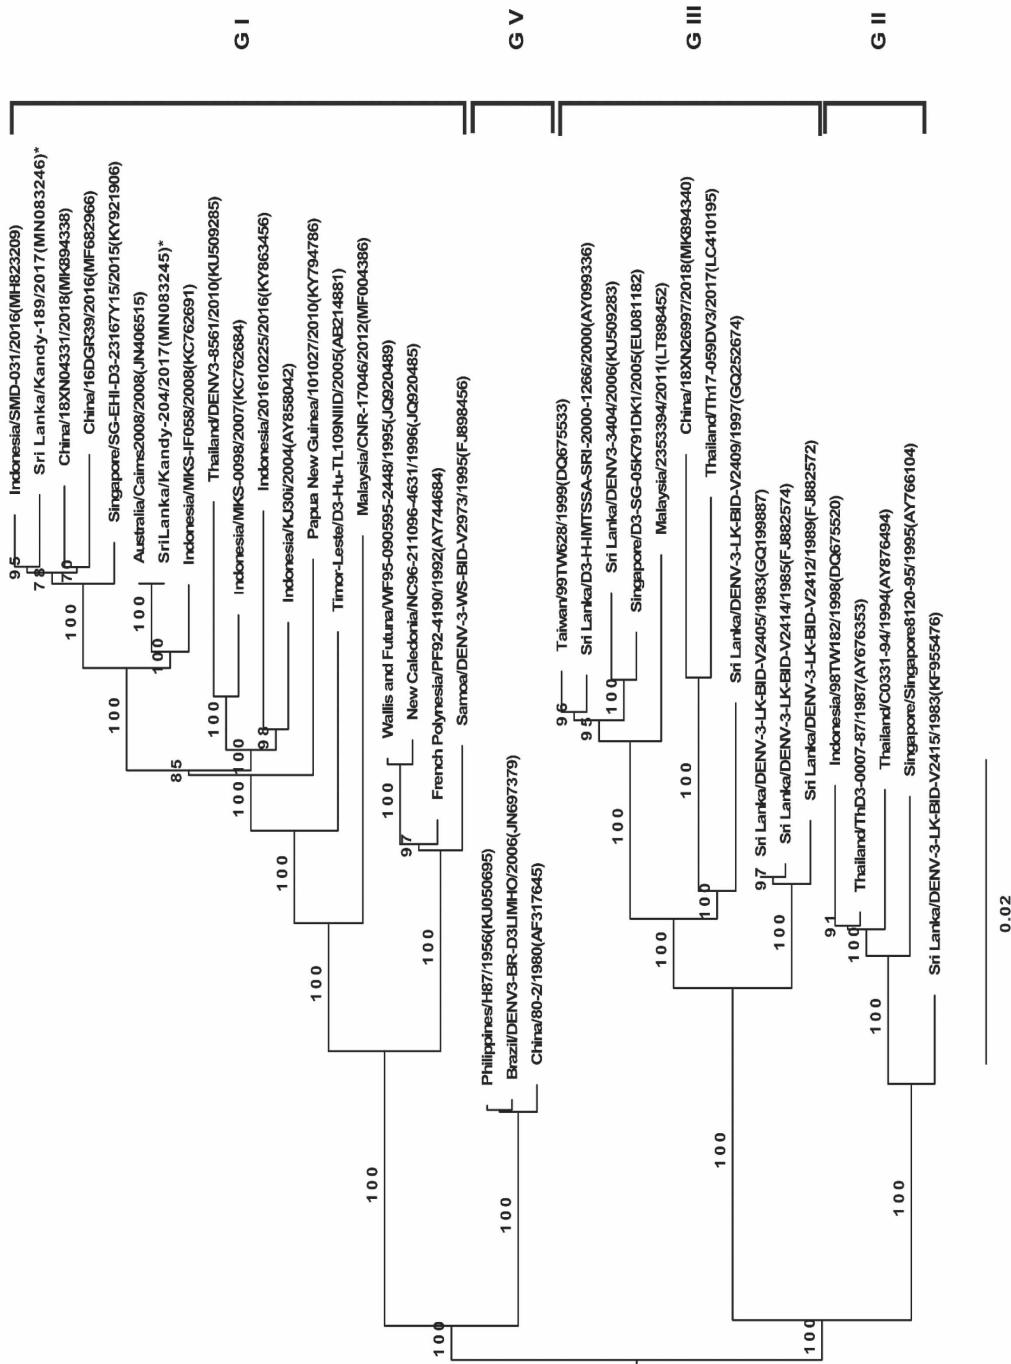 Indonesia/SMD-031/2016(MH823209)
Sri Lanka/Kandy-189/2017(MN083246)*
China/18XN04331/2018(MK894338)
China/16DGR39/2016(MF682966)
Singapore/SG-EHI-D3-23167Y15/2015(KY921906)
Australia/Cairns2008/2008(JN406515)
SriLanka/Kandy-204/2017(MN083245)*
Indonesia/MKS-IF058/2008(KC762691)
Thailand/DENV3-8561/2010(KU509285)
Indonesia/MKS-0098/2007(KC762684)
Indonesia/201610225/2016(KY863456)
Indonesia/KJ30i/2004(AY858042)
Papua New Guinea/101027/2010(KY794786)
Timor-Leste/D3-Hu-TL109NIID/2005(AB214881)
Malaysia/CNR-17046/2012(MF004386)
Wallis and Futuna/WF95-090595-2448/1995(JQ920489)
New Caledonia/NC96-211096-4631/1996(JQ920485)
French Polynesia/PF92-4190/1992(AY744684)
Samoa/DENV-3-WS-BID-V2973/1995(FJ898456)
Philippines/H87/1956(KU050695)
Brazil/DENV3-BR-D3LIMHO/2006(JN697379)
China/80-2/1980(AF317645)
Taiwan/99TW628/1999(DQ675533)
Sri Lanka/D3-H-IMTSSA-SRI-2000-1266/2000(AY099336)
Sri Lanka/DENV3-3404/2006(KU509283)
Singapore/D3-SG-05K791DK1/2005(EU081182)
Malaysia/2353394/2011(LT898452)
China/18XN26997/2018(MK894340)
Thailand/Th17-059DV3/2017(LC410195)
Sri Lanka/DENV-3-LK-BID-V2409/1997(GQ252674)
Sri Lanka/DENV-3-LK-BID-V2405/1983(GQ199887)
Sri Lanka/DENV-3-LK-BID-V2414/1985(FJ882574)
Sri Lanka/DENV-3-LK-BID-V2412/1989(FJ882572)
Indonesia/98TW182/1998(DQ675520)
Thailand/ThD3-0007-87/1987(AY676353)
Thailand/C0331-94/1994(AY876494)
Singapore/Singapore8120-95/1995(AY766104)
Sri Lanka/DENV-3-LK-BID-V2415/1983(KF955476)
G I
G V
G III
G II
95
78
70
100
100
100
100
100
85
100
98
100
100
100
100
97
100
100
100
100
96
95
100
100
100
100
97
100
100
91
100
100
100
100
0.02